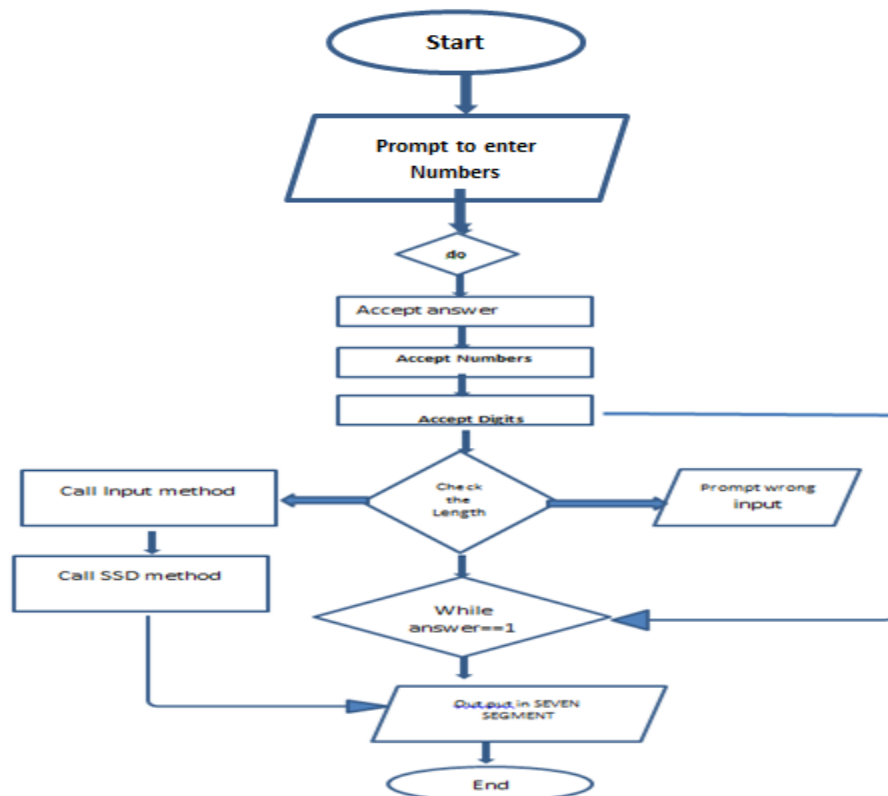 Start
Prompt to enter
Numbers
do
Accept answer
Accept Numbers
Accept Digits
Call Input method
Check
the
Length
Prompt wrong
input
Call SSD method
While
answer==1
Output in SEVEN
SEGMENT
End